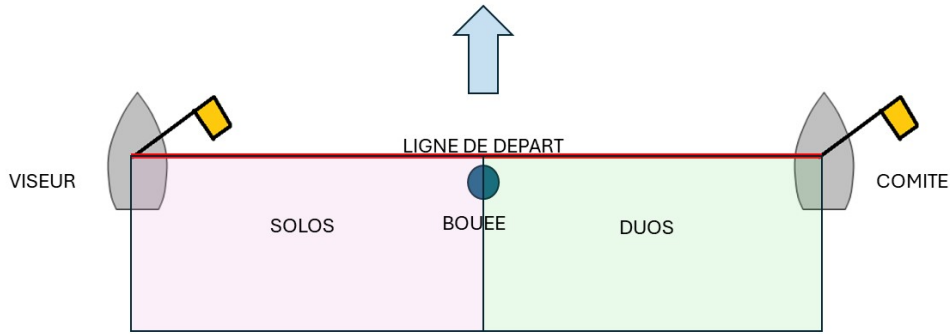 LIGNE DE DEPART
VISEUR
COMITE
SOLOS
BOUEE
DUOS